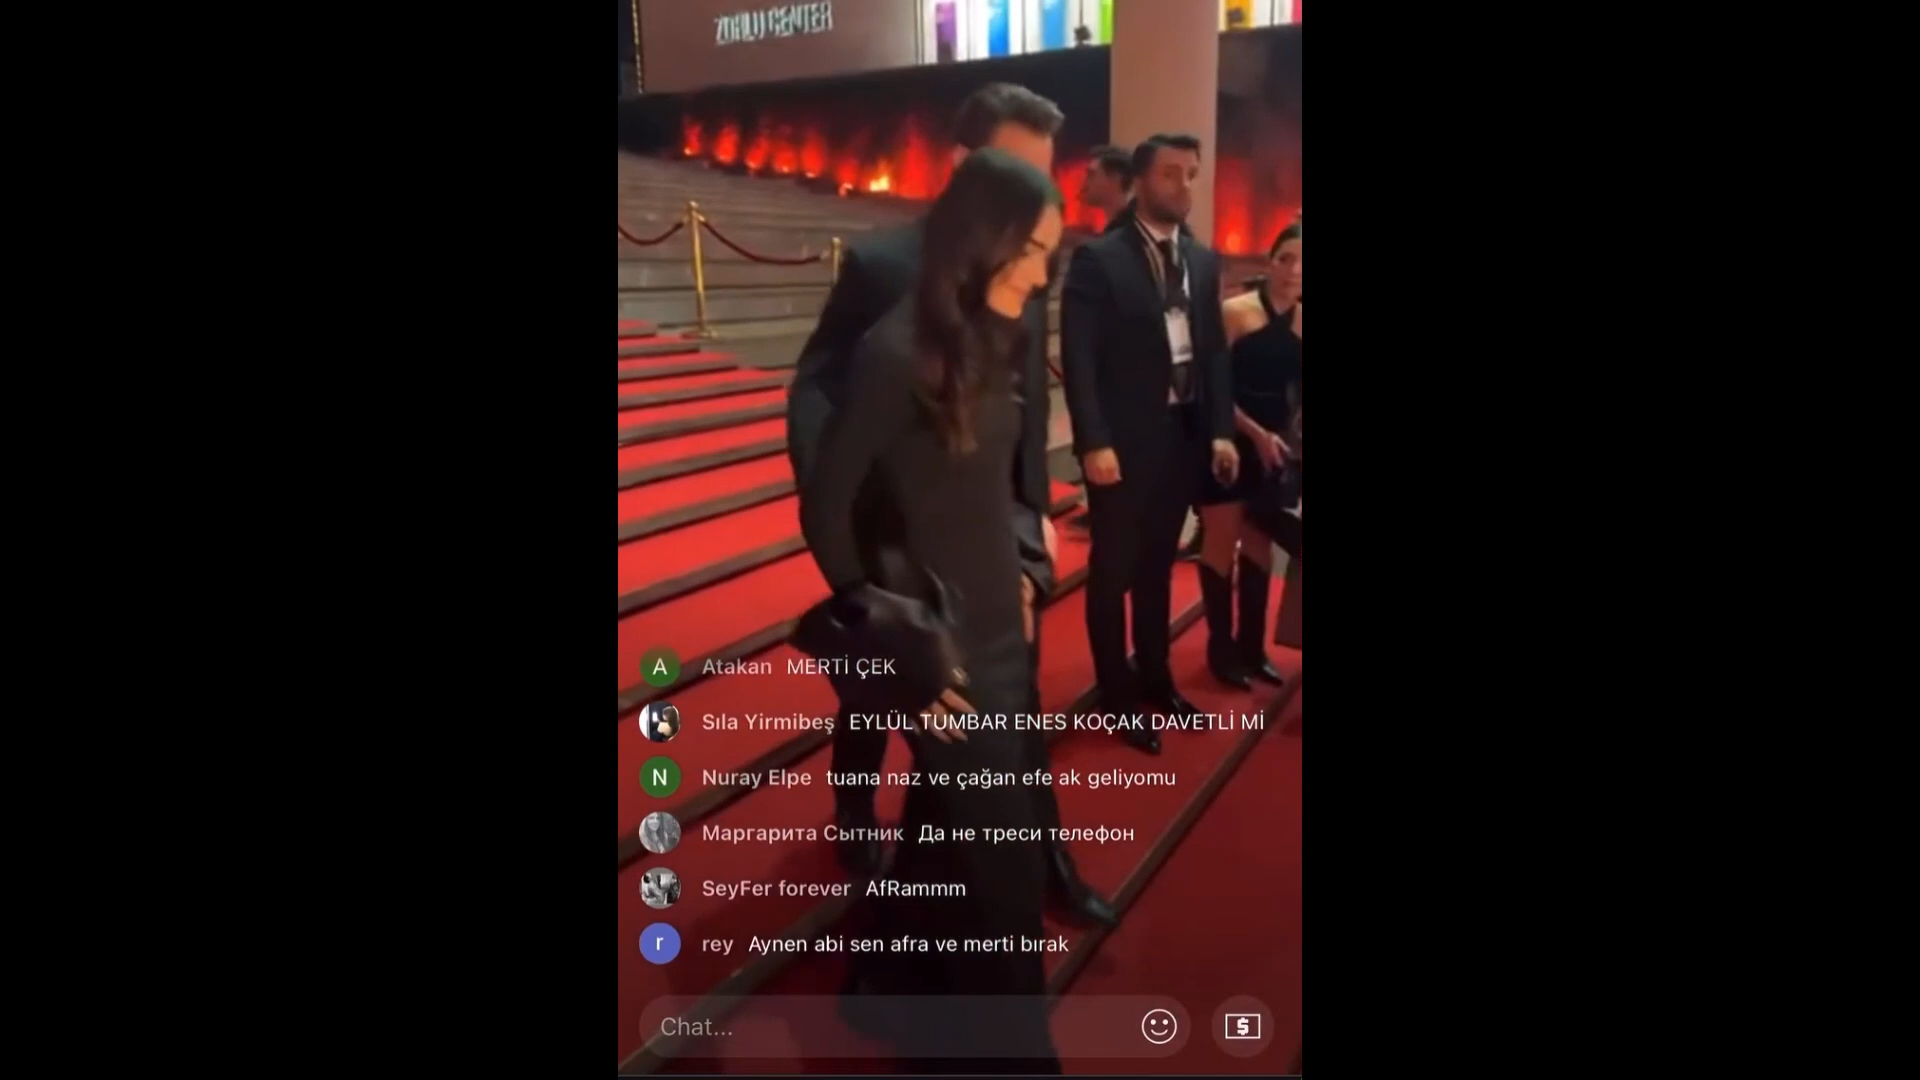 ZORLU CENTER
Atakan MERTİ ÇEK
Sıla Yirmibeş EYLÜL TUMBAR ENES KOÇAK DAVETLİ Mİ
Nuray Elpe tuana naz ve çağan efe ak geliyomu
Маргарита Сытник Да не треси телефон
SeyFer forever AfRammm
rey Aynen abi sen afra ve merti bırak
Chat...